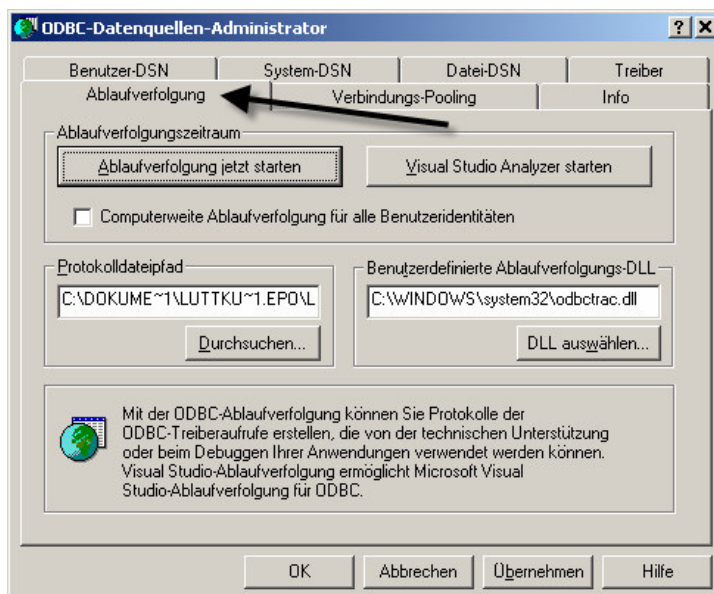 ODBC-Datenquellen-Administrator
Benutzer-DSN System-DSN Datei-DSN Treiber
Ablaufverfolgung Verbindungs-Pooling Info
Ablaufverfolgungszeitraum
Ablaufverfolgung jetzt starten Visual Studio Analyzer starten
Computerweite Ablaufverfolgung für alle Benutzeridentitäten
Protokolldateipfad Benutzerdefinierte Ablaufverfolgungs-DLL
C:\DOKUME~1\LUTTKU~1.EPO\L C:\WINDOWS\system32\odbctrac.dll
Durchsuchen... DLL auswählen...
Mit der ODBC-Ablaufverfolgung können Sie Protokolle der
ODBC-Treiberaufrufe erstellen, die von der technischen Unterstützung
oder beim Debuggen Ihrer Anwendungen verwendet werden können.
Visual Studio-Ablaufverfolgung ermöglicht Microsoft Visual
Studio-Ablaufverfolgung für ODBC.
OK Abbrechen Übernehmen Hilfe